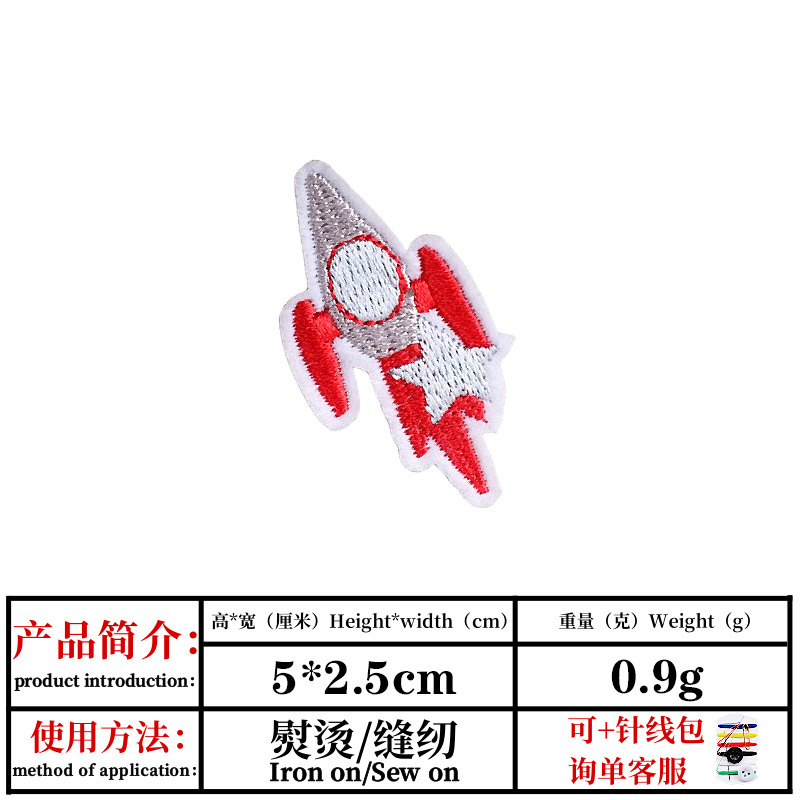 产品简介：
product introduction：
高*宽（厘米）Height*width（cm）
重量（克）Weight（g）
5*2.5cm
0.9g
使用方法：
method of application：
熨烫/缝纫
Iron on/Sew on
可+针线包
询单客服